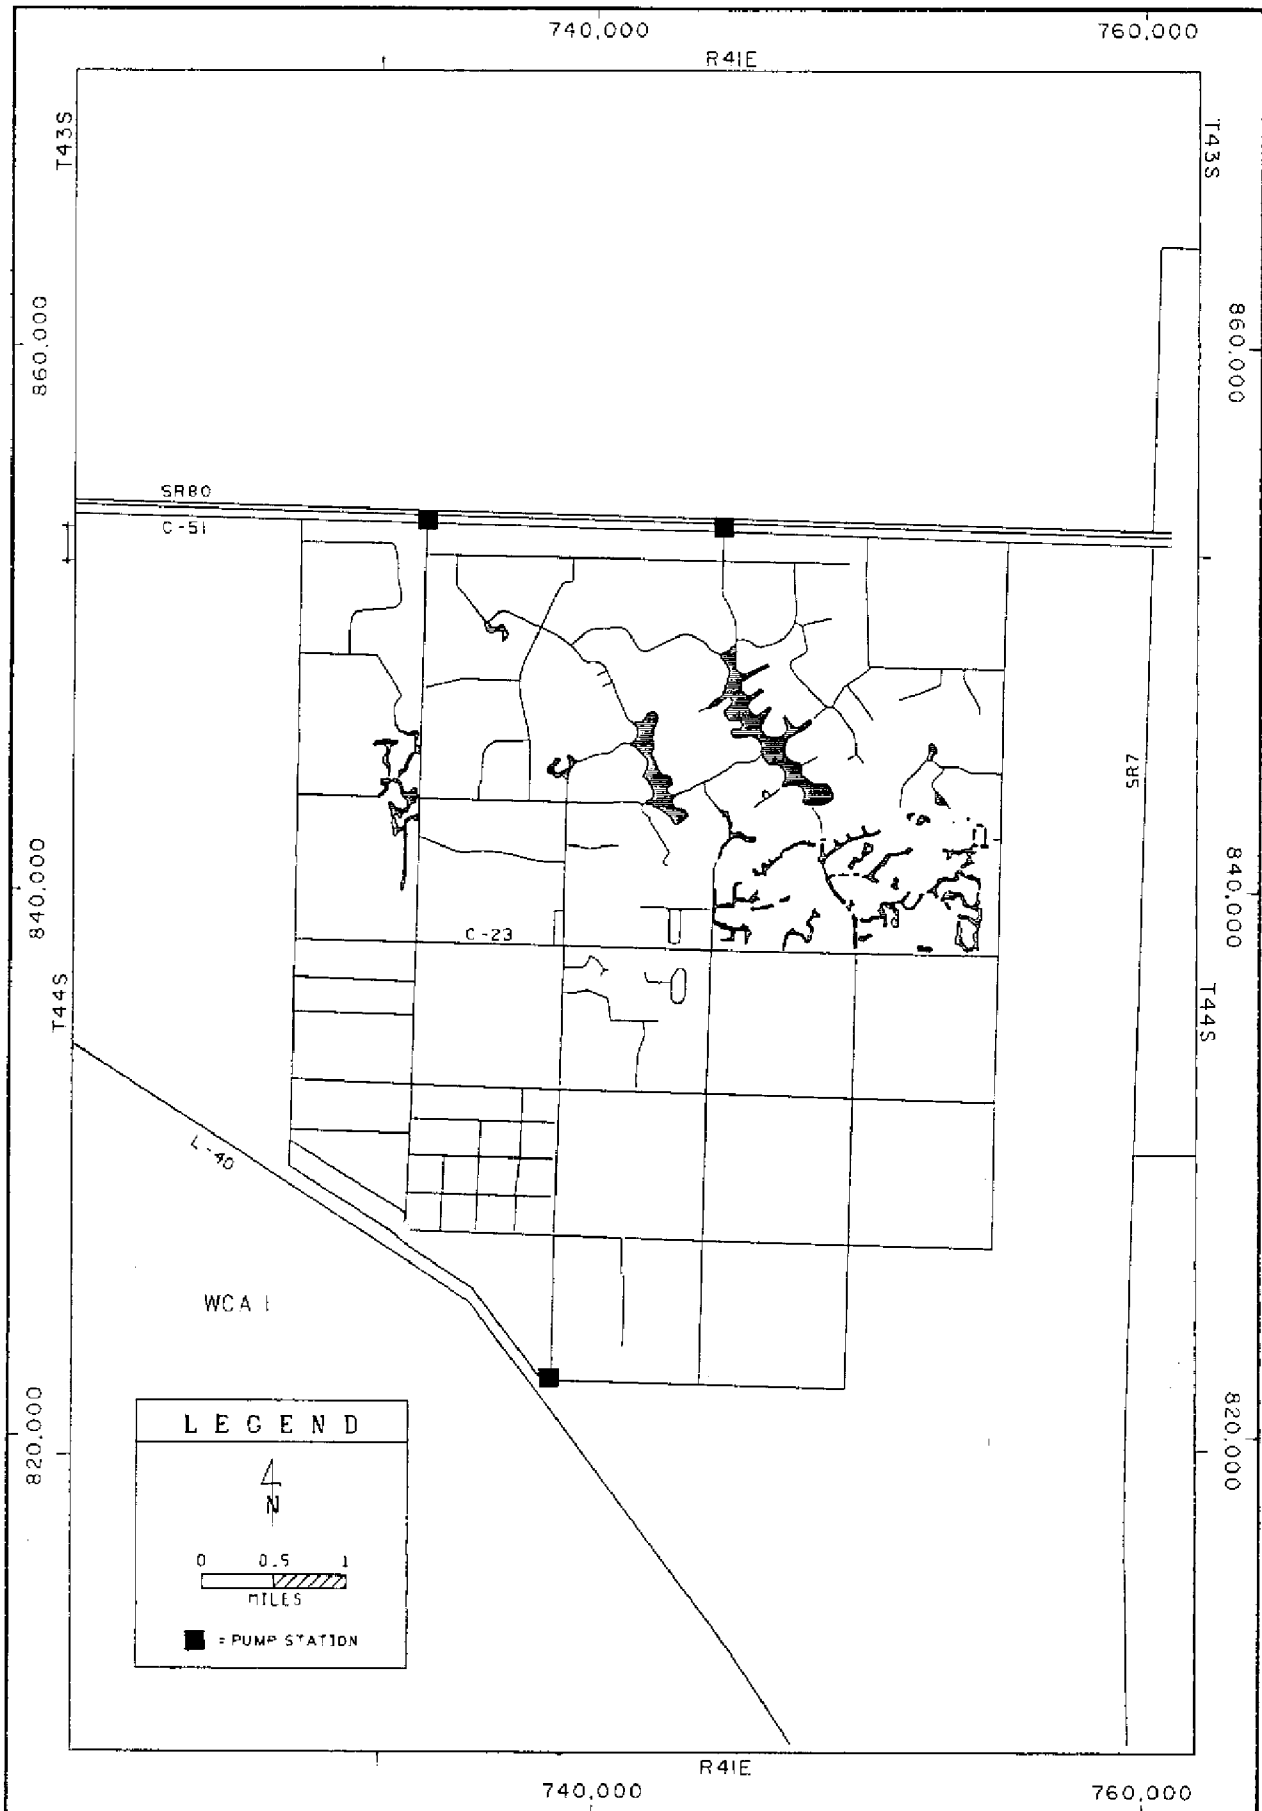 740,000
760,000
R41E
T43S
T43S
860,000
860,000
SR80
C-51
SR7
840,000
840,000
C-23
T44S
T44S
L-40
WCA 1
LEGEND
N
0 0.5 1
MILES
= PUMP STATION
820,000
820,000
R41E
740,000
760,000